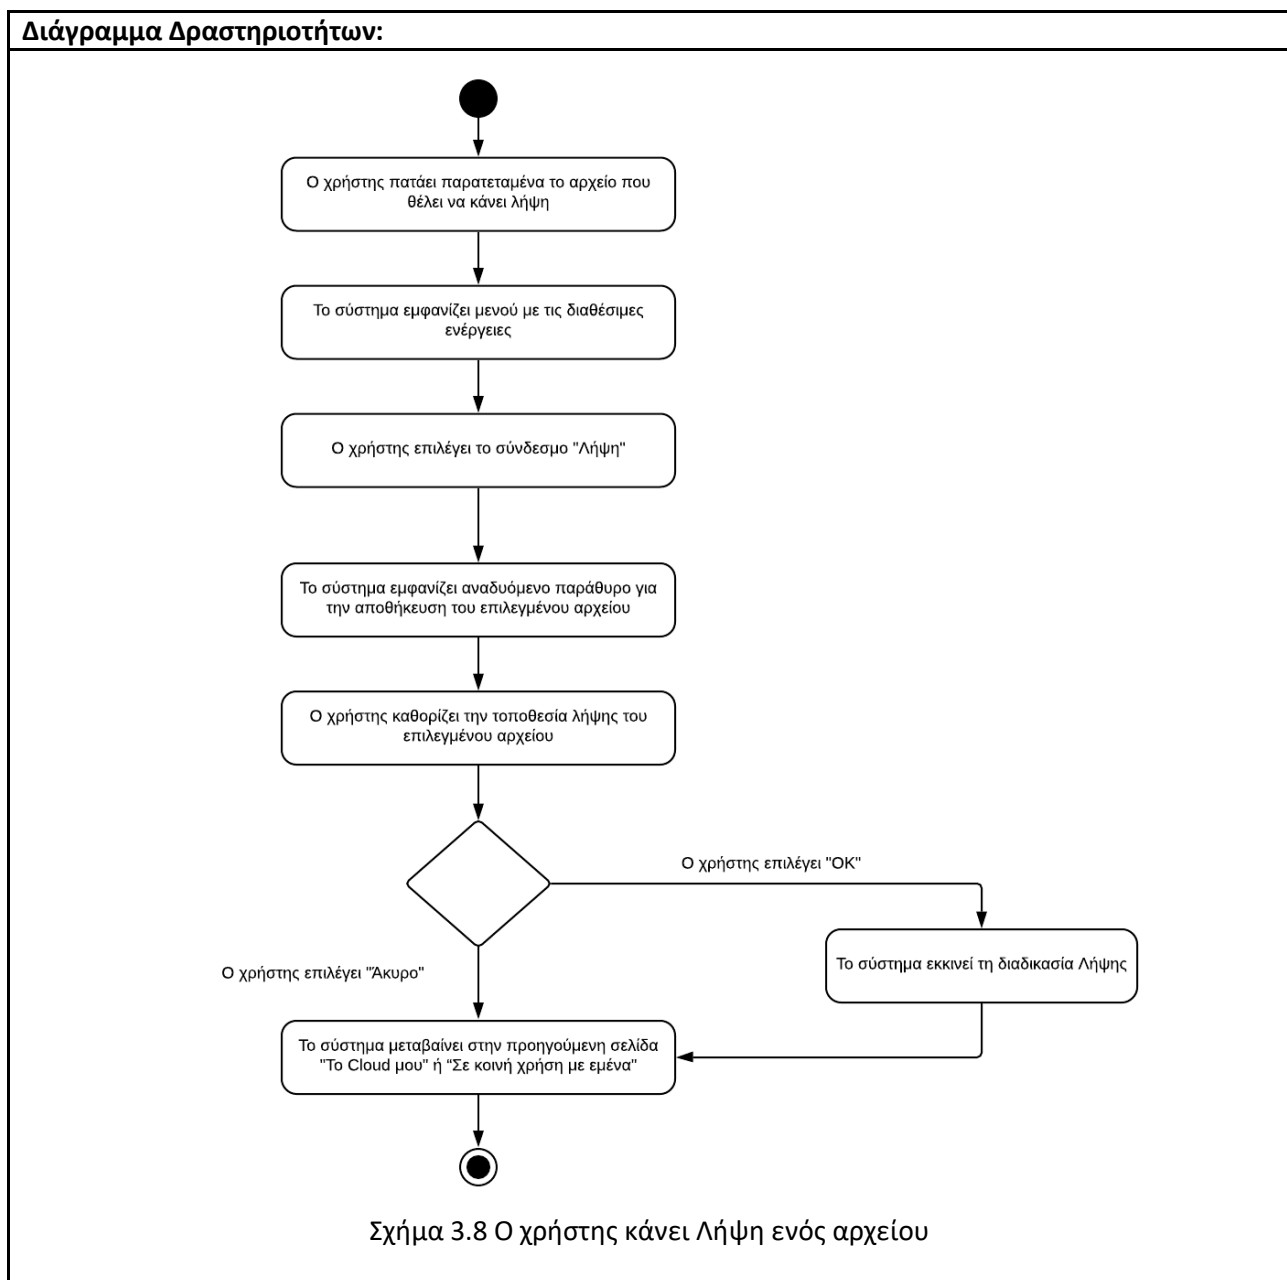 Διάγραμμα Δραστηριοτήτων:
Ο χρήστης πατάει παρατεταμένα το αρχείο που
θέλει να κάνει λήψη
Το σύστημα εμφανίζει μενού με τις διαθέσιμες
ενέργειες
Ο χρήστης επιλέγει το σύνδεσμο "Λήψη"
Το σύστημα εμφανίζει αναδυόμενο παράθυρο για
την αποθήκευση του επιλεγμένου αρχείου
Ο χρήστης καθορίζει την τοποθεσία λήψης του
επιλεγμένου αρχείου
Ο χρήστης επιλέγει "ΟΚ"
Το σύστημα εκκινεί τη διαδικασία Λήψης
Ο χρήστης επιλέγει "Άκυρο"
Το σύστημα μεταβαίνει στην προηγούμενη σελίδα
"Το Cloud μου" ή “Σε κοινή χρήση με εμένα"
Σχήμα 3.8 Ο χρήστης κάνει Λήψη ενός αρχείου